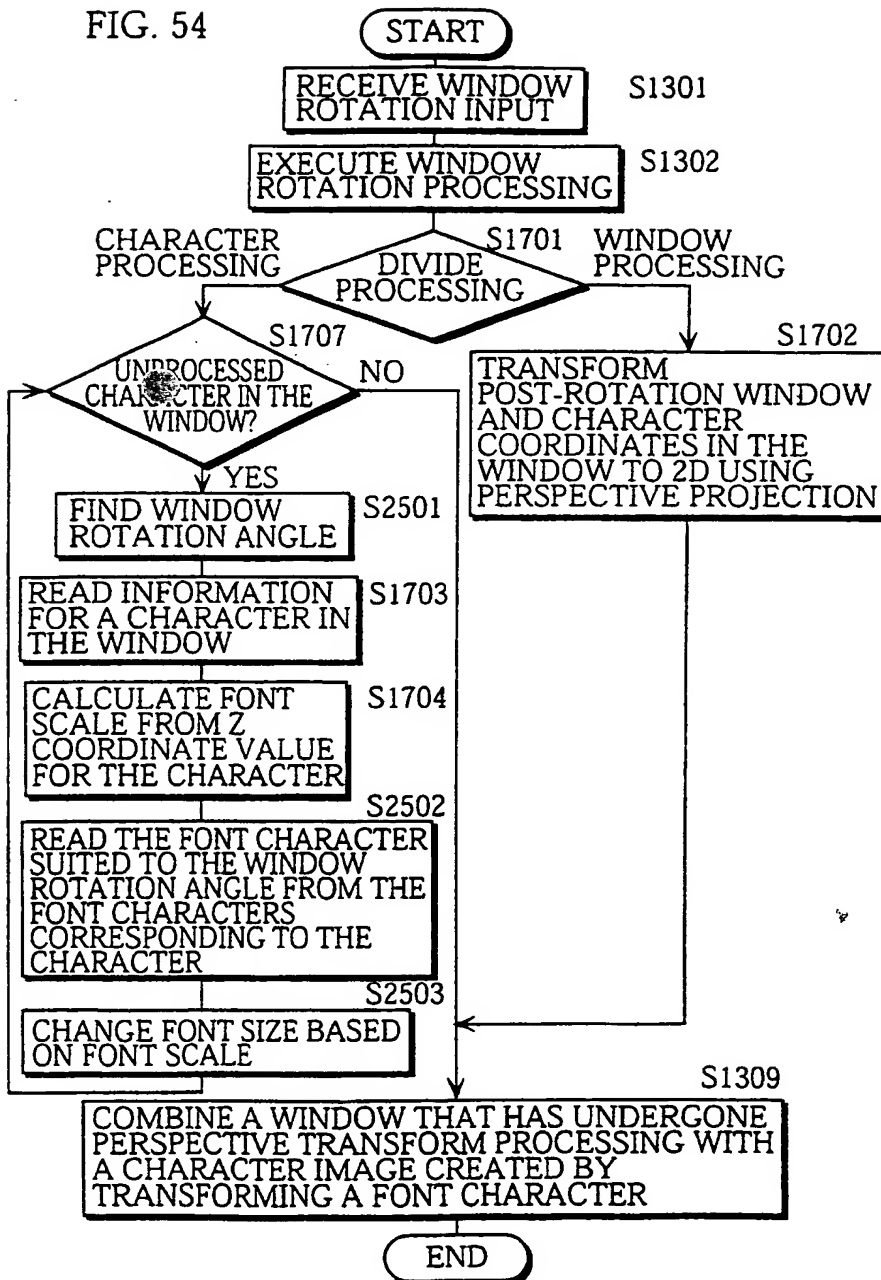 FIG. 54
START
RECEIVE WINDOW
ROTATION INPUT
S1301
EXECUTE WINDOW
ROTATION PROCESSING
S1302
CHARACTER
PROCESSING
S1701
DIVIDE
PROCESSING
WINDOW
PROCESSING
S1707
UNPROCESSED
CHARACTER IN THE
WINDOW?
NO
YES
S1702
TRANSFORM
POST-ROTATION WINDOW
AND CHARACTER
COORDINATES IN THE
WINDOW TO 2D USING
PERSPECTIVE PROJECTION
FIND WINDOW
ROTATION ANGLE
S2501
READ INFORMATION
FOR A CHARACTER IN
THE WINDOW
S1703
CALCULATE FONT
SCALE FROM Z
COORDINATE VALUE
FOR THE CHARACTER
S1704
S2502
READ THE FONT CHARACTER
SUITED TO THE WINDOW
ROTATION ANGLE FROM THE
FONT CHARACTERS
CORRESPONDING TO THE
CHARACTER
S2503
CHANGE FONT SIZE BASED
ON FONT SCALE
S1309
COMBINE A WINDOW THAT HAS UNDERGONE
PERSPECTIVE TRANSFORM PROCESSING WITH
A CHARACTER IMAGE CREATED BY
TRANSFORMING A FONT CHARACTER
END